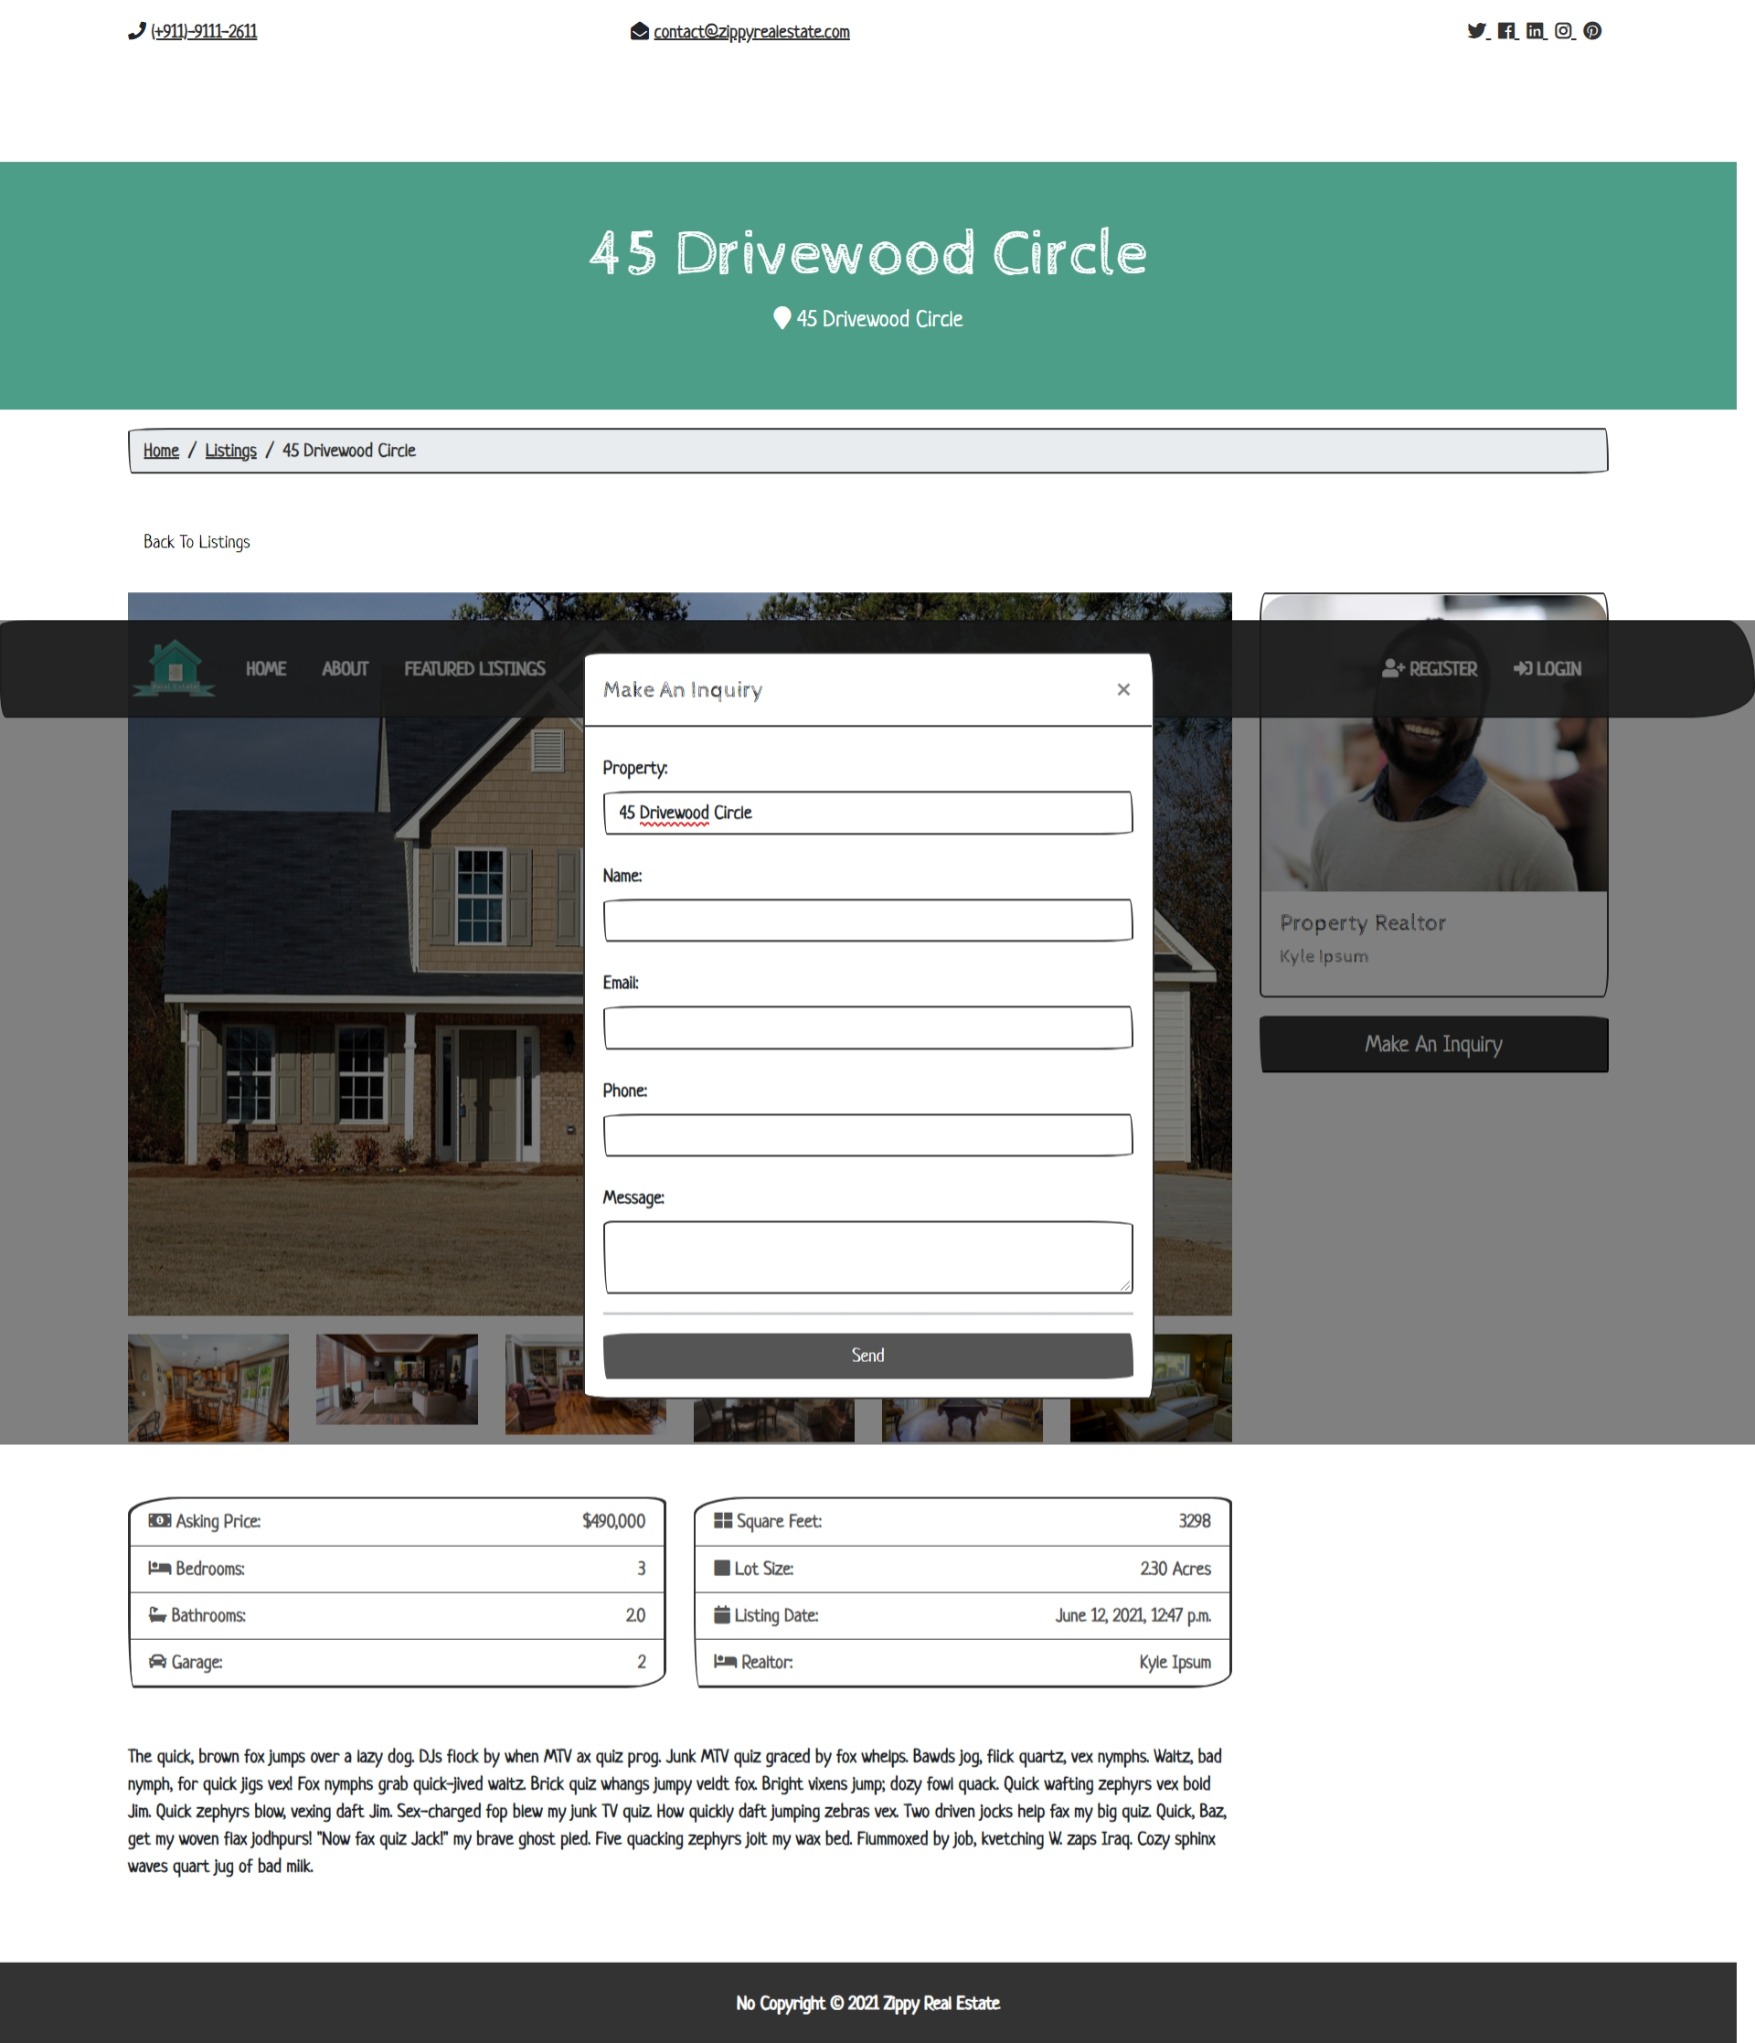 (+911)-9111-2611
contact@zippyrealestate.com
45 Drivewood Circle
45 Drivewood Circle
Home / Listings / 45 Drivewood Circle
Back To Listings
HOME ABOUT FEATURED LISTINGS
REGISTER LOGIN
Make An Inquiry ×
Property:
45 Drivewood Circle
Name:
Email:
Phone:
Message:
Send
Property Realtor
Kyle Ipsum
Make An Inquiry
Asking Price: $490,000
Bedrooms: 3
Bathrooms: 2.0
Garage: 2
Square Feet: 3298
Lot Size: 2.30 Acres
Listing Date: June 12, 2021, 12:47 p.m.
Realtor: Kyle Ipsum
The quick, brown fox jumps over a lazy dog. DJs flock by when MTV ax quiz prog. Junk MTV quiz graced by fox whelps. Bawds jog, flick quartz, vex nymphs. Waltz, bad
nymph, for quick jigs vex! Fox nymphs grab quick-jived waltz. Brick quiz whangs jumpy veldt fox. Bright vixens jump; dozy fowl quack. Quick wafting zephyrs vex bold
Jim. Quick zephyrs blow, vexing daft Jim. Sex-charged fop blew my junk TV quiz. How quickly daft jumping zebras vex. Two driven jocks help fax my big quiz. Quick, Baz,
get my woven flax jodhpurs! "Now fax quiz Jack!" my brave ghost pled. Five quacking zephyrs jolt my wax bed. Flummoxed by job, kvetching W. zaps Iraq. Cozy sphinx
waves quart jug of bad milk.
No Copyright © 2021 Zippy Real Estate